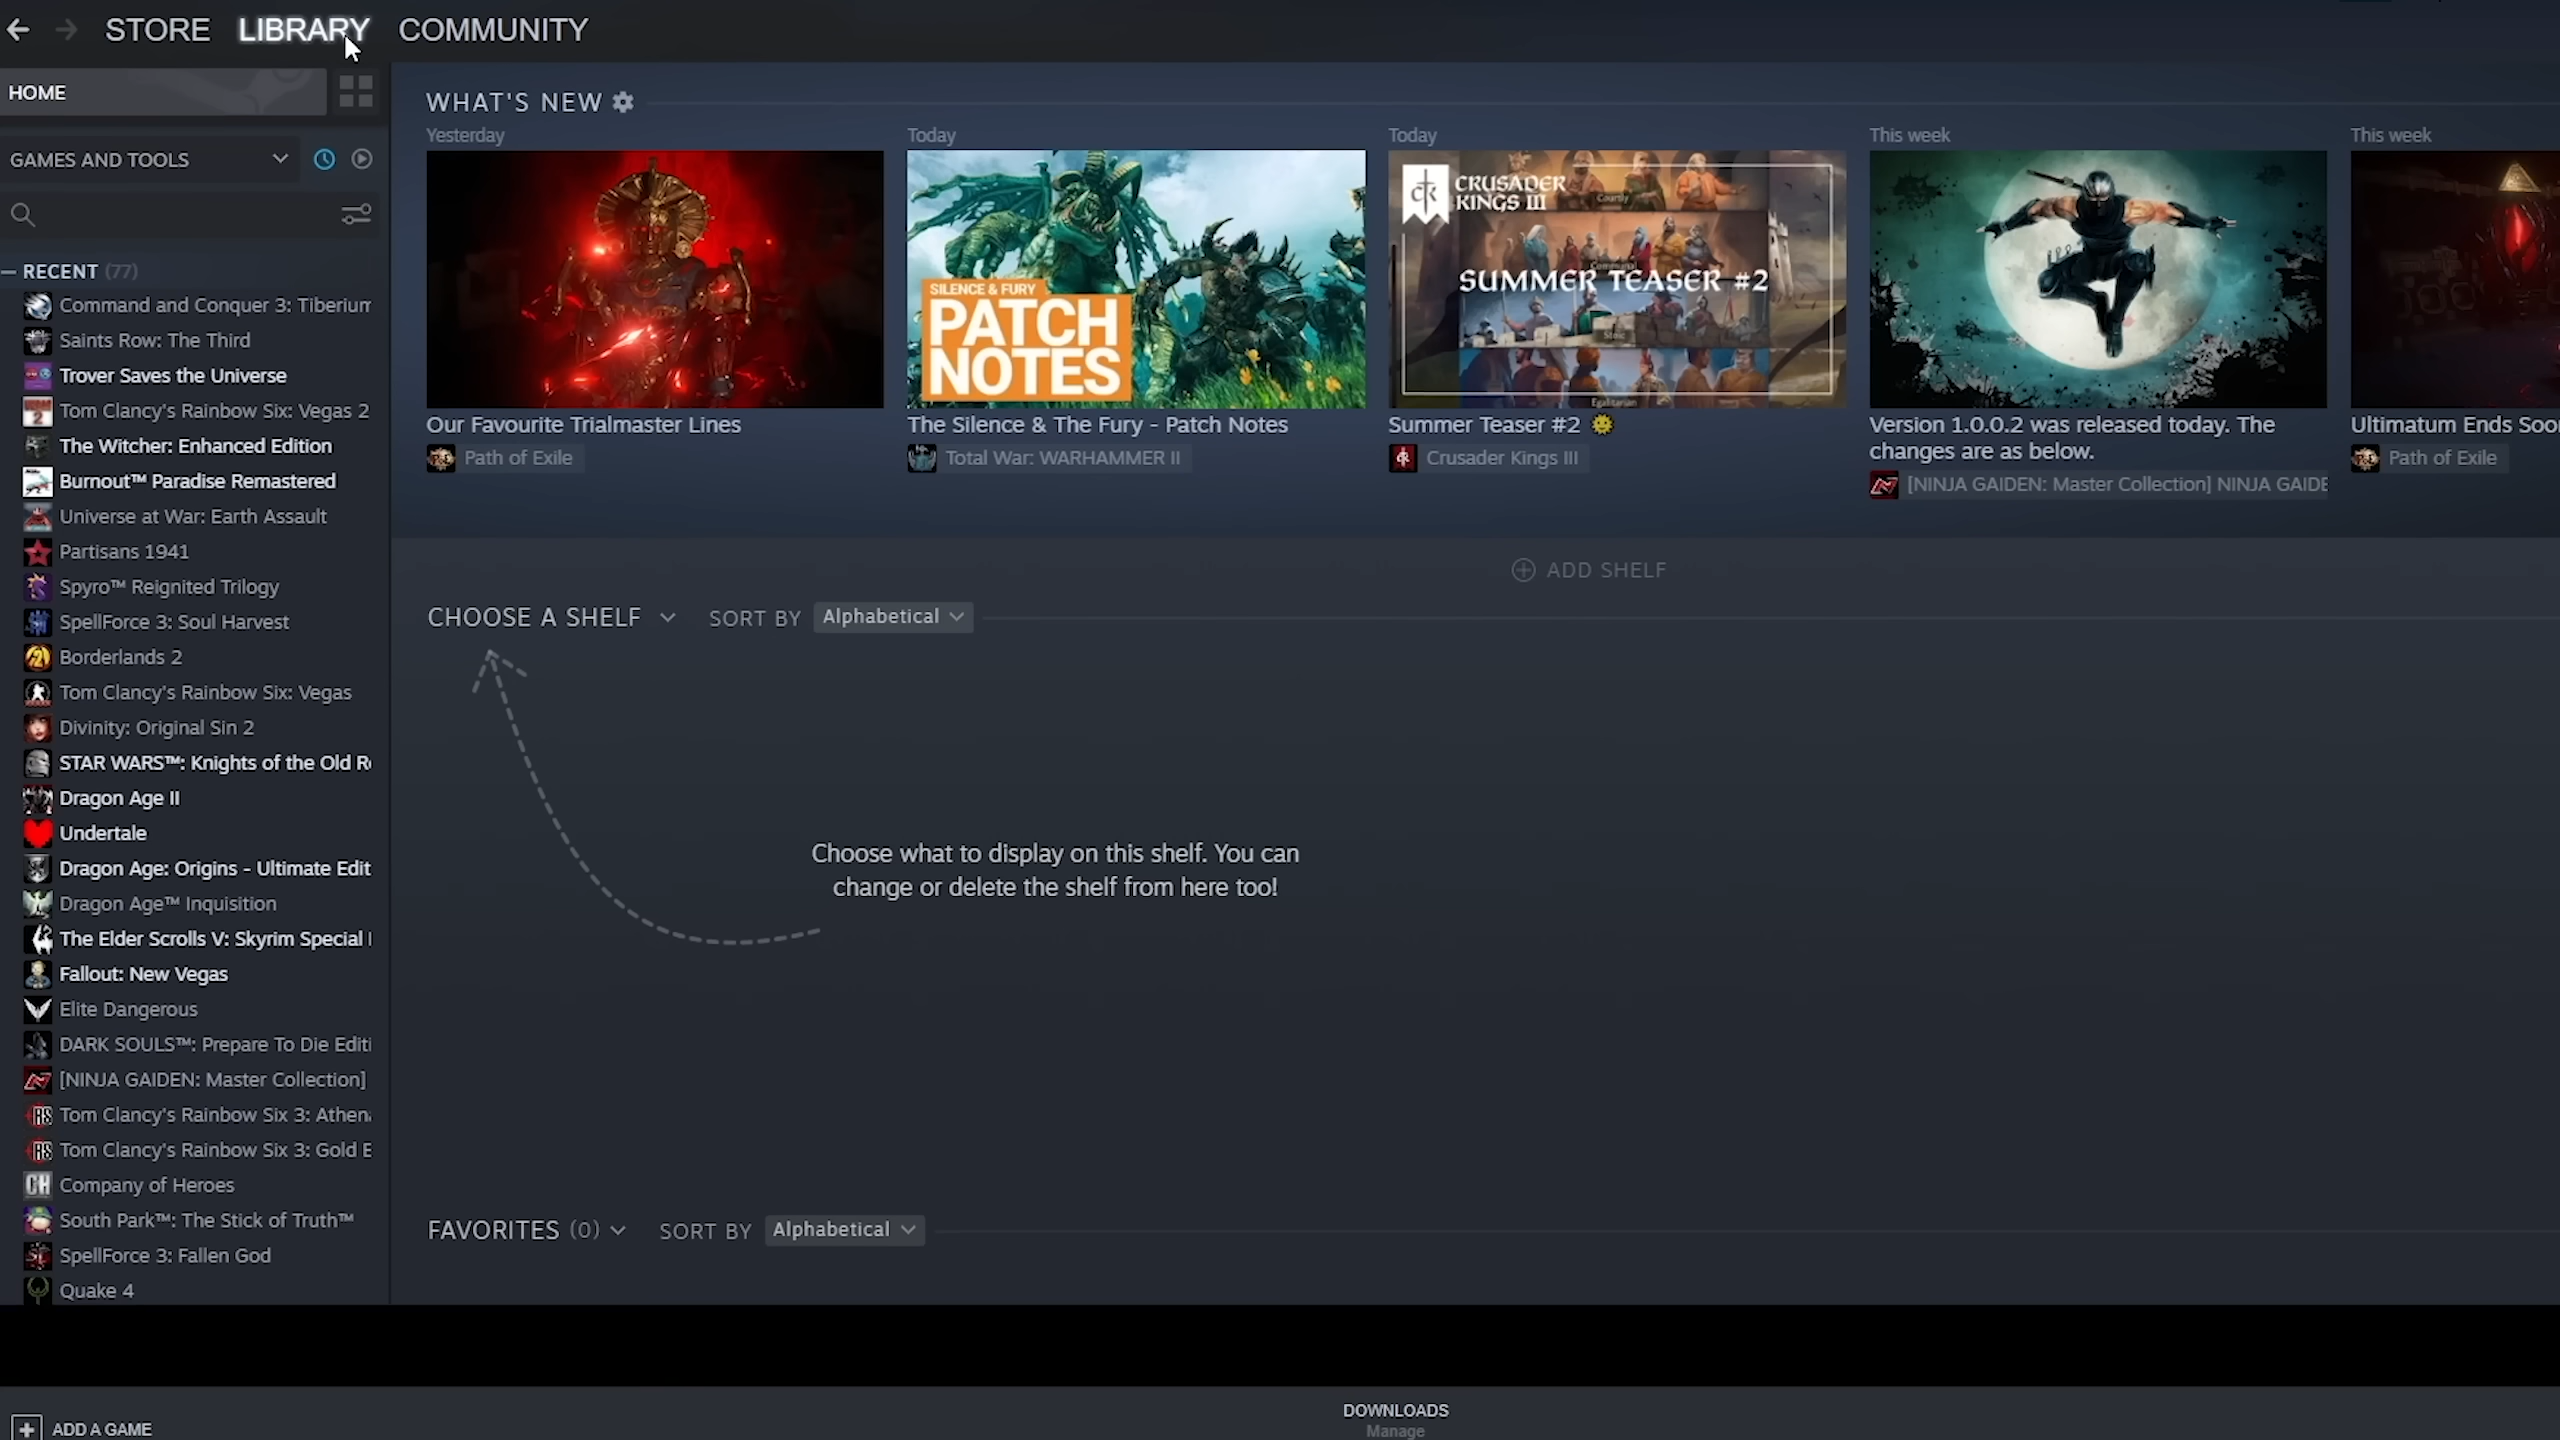 STORE LIBRARY COMMUNITY
HOME
GAMES AND TOOLS
RECENT (77)
Command and Conquer 3: Tiberium
Saints Row: The Third
Trover Saves the Universe
Tom Clancy's Rainbow Six: Vegas 2
The Witcher: Enhanced Edition
Burnout™ Paradise Remastered
Universe at War: Earth Assault
Partisans 1941
Spyro™ Reignited Trilogy
SpellForce 3: Soul Harvest
Borderlands 2
Tom Clancy's Rainbow Six: Vegas
Divinity: Original Sin 2
STAR WARS™: Knights of the Old Re
Dragon Age II
Undertale
Dragon Age: Origins - Ultimate Edit
Dragon Age™ Inquisition
The Elder Scrolls V: Skyrim Special
Fallout: New Vegas
Elite Dangerous
DARK SOULS™: Prepare To Die Editi
[NINJA GAIDEN: Master Collection]
Tom Clancy's Rainbow Six 3: Athena
Tom Clancy's Rainbow Six 3: Gold E
Company of Heroes
South Park™: The Stick of Truth™
SpellForce 3: Fallen God
Quake 4
WHAT'S NEW
Yesterday
Our Favourite Trialmaster Lines
Path of Exile
Today
SILENCE & FURY
PATCH
NOTES
The Silence & The Fury - Patch Notes
Total War: WARHAMMER II
Today
CRUSADER
KINGS III
Courtly
SUMMER TEASER #2
Stoic
Egalitarian
Summer Teaser #2
Crusader Kings III
This week
Version 1.0.0.2 was released today. The
changes are as below.
[NINJA GAIDEN: Master Collection] NINJA GAIDE
This week
Ultimatum Ends Soo
Path of Exile
ADD SHELF
CHOOSE A SHELF SORT BY Alphabetical
Choose what to display on this shelf. You can
change or delete the shelf from here too!
FAVORITES (0) SORT BY Alphabetical
ADD A GAME
DOWNLOADS
Manage